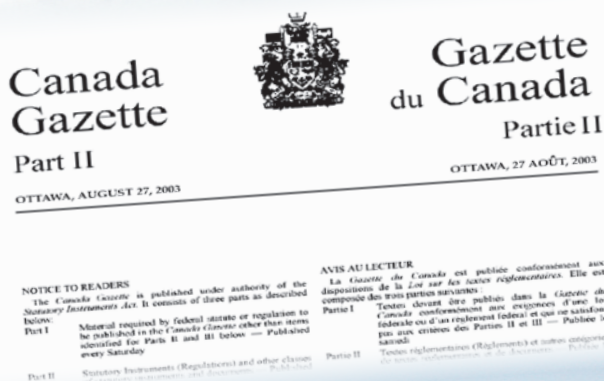 Canada
Gazette
Part II
OTTAWA, AUGUST 27, 2003
Gazette
du Canada
Partie II
OTTAWA, 27 AOÛT, 2003
NOTICE TO READERS
The Canada Gazette is published under authority of the
Statutory Instruments Act. It consists of three parts as described
below:
Part I Material required by federal statute or regulation to
be published in the Canada Gazette other than items
identified for Parts II and III below — Published
every Saturday
Part II Statutory Instruments (Regulations) and other classes
AVIS AU LECTEUR
La Gazette du Canada est publiée conformément aux
dispositions de la Loi sur les textes réglementaires. Elle est
composée des trois parties suivantes :
Partie I Textes devant être publiés dans la Gazette du
Canada conformément aux exigences d'une loi
fédérale ou d'un règlement fédéral et qui ne satisfon
pas aux critères des Parties II et III — Publiée le
samedi
Partie II Textes réglementaires (Règlements) et autres catégorie